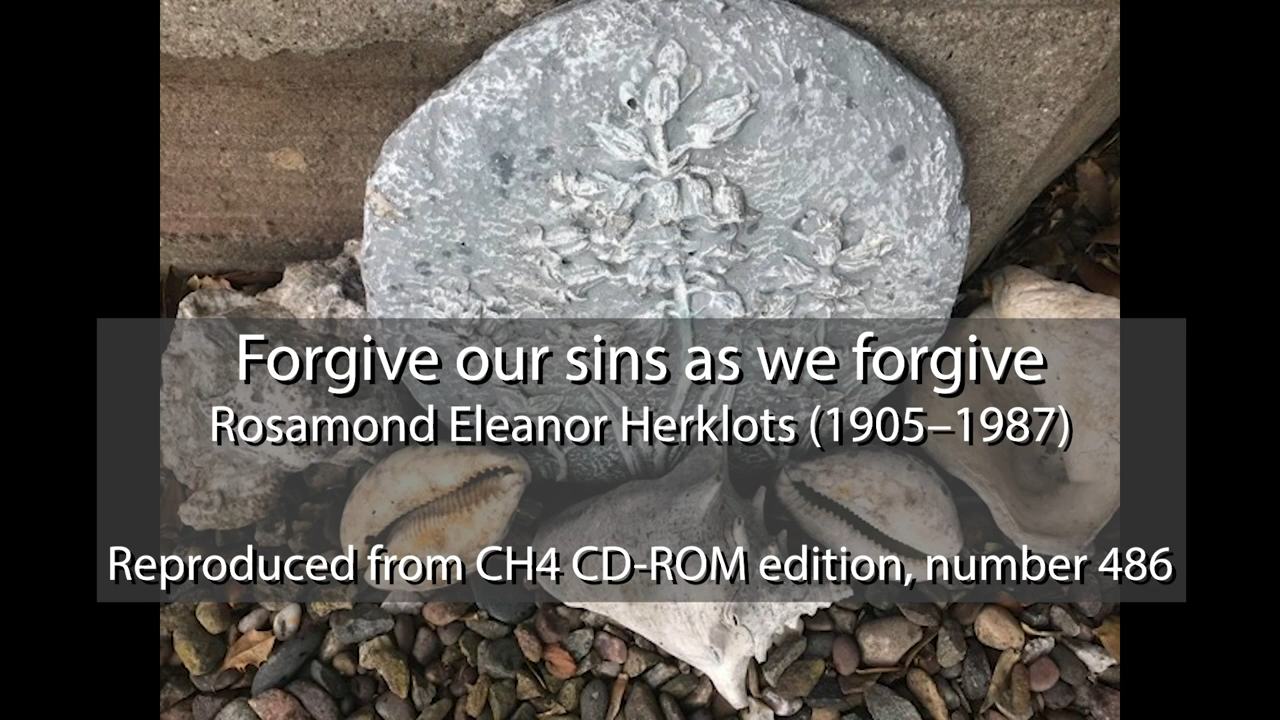 Forgive our sins as we forgive
Rosamond Eleanor Herklots (1905–1987)
Reproduced from CH4 CD-ROM edition, number 486